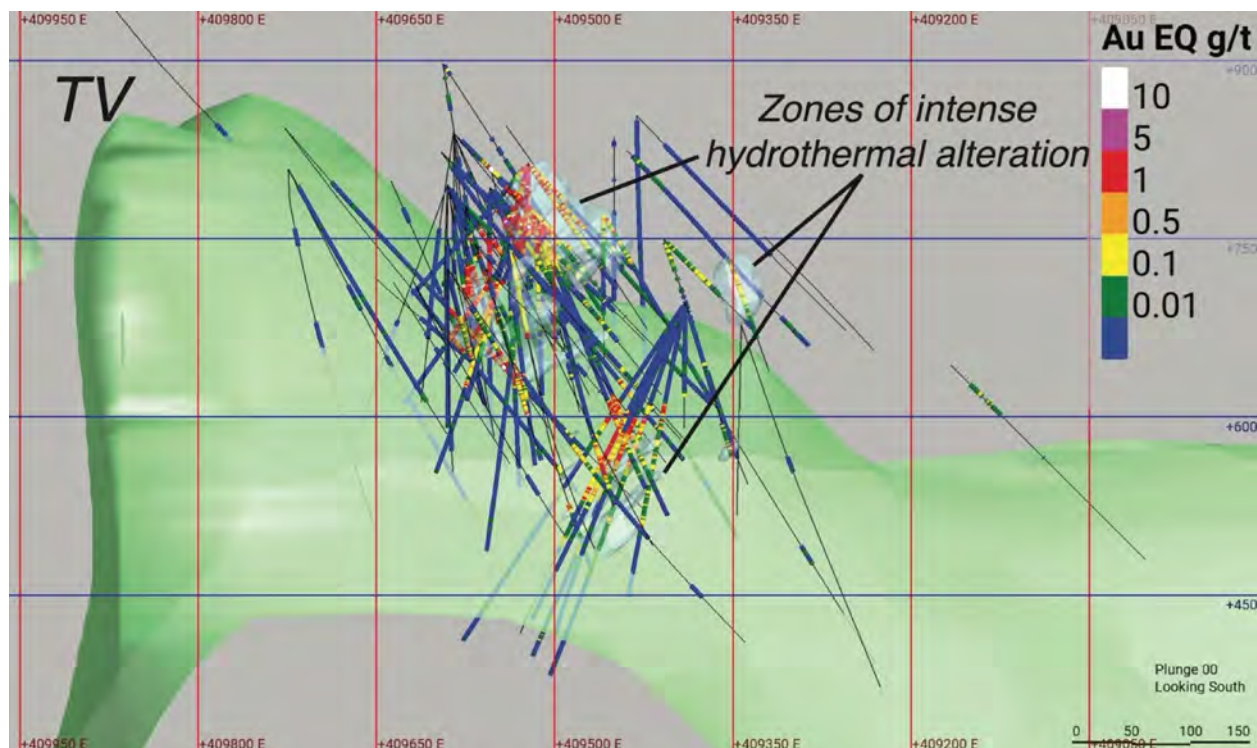 +409950 E
+409800 E
+409650 E
+409500 E
+409350 E
+409200 E
+409050 E
TV
Zones of intense
hydrothermal alteration
Au EQ g/t
10
5
1
0.5
0.1
0.01
+900
+750
+600
+450
Plunge 00
Looking South
0 50 100 150
+409950 E
+409800 E
+409650 E
+409500 E
+409350 E
+409200 E
+409050 E